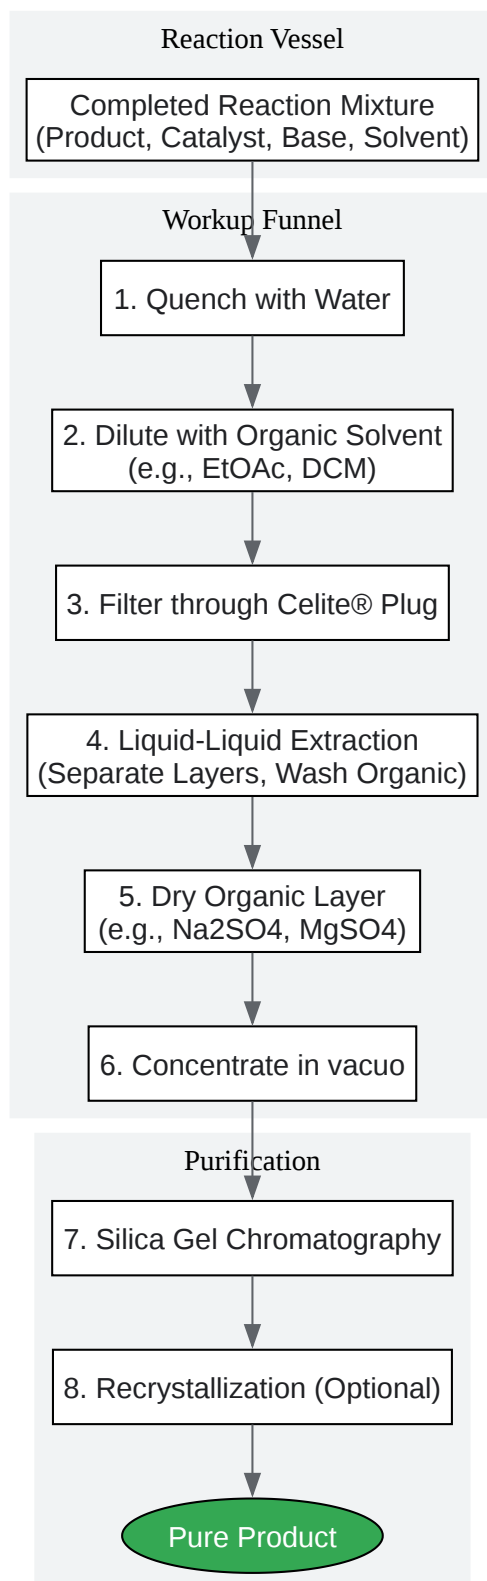 Reaction Vessel
Completed Reaction Mixture
(Product, Catalyst, Base, Solvent)
Workup Funnel
1. Quench with Water
2. Dilute with Organic Solvent
(e.g., EtOAc, DCM)
3. Filter through Celite® Plug
4. Liquid-Liquid Extraction
(Separate Layers, Wash Organic)
5. Dry Organic Layer
(e.g., Na2SO4, MgSO4)
6. Concentrate in vacuo
Purification
7. Silica Gel Chromatography
8. Recrystallization (Optional)
Pure Product